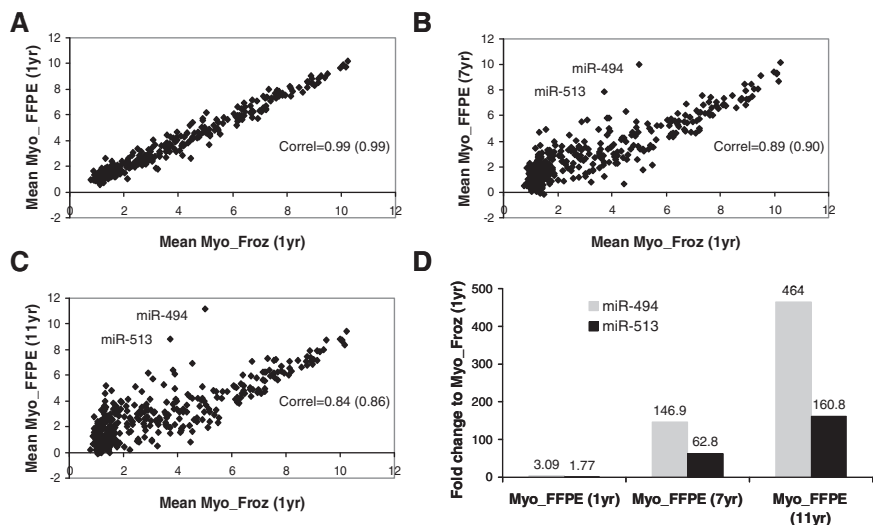 A
12
10
8
6
4
2
0
-2
0
2
4
6
8
10
12
Mean Myo_ FFPE (1yr)
Correl=0.99 (0.99)
Mean Myo_Froz (1yr)
B
12
10
8
6
4
2
0
-2
0
2
4
6
8
10
12
Mean Myo_FFPE (7yr)
miR-494
miR-513
Correl=0.89 (0.90)
Mean Myo_Froz (1yr)
C
12
10
8
6
4
2
0
-2
0
2
4
6
8
10
12
Mean Myo_FFPE (11yr)
miR-494
miR-513
Correl=0.84 (0.86)
Mean Myo_Froz (1yr)
D
500
400
300
200
100
0
Fold change to Myo_Froz (1yr)
miR-494
miR-513
3.09
1.77
146.9
62.8
464
160.8
Myo_FFPE (1yr)
Myo_FFPE (7yr)
Myo_FFPE
(11yr)